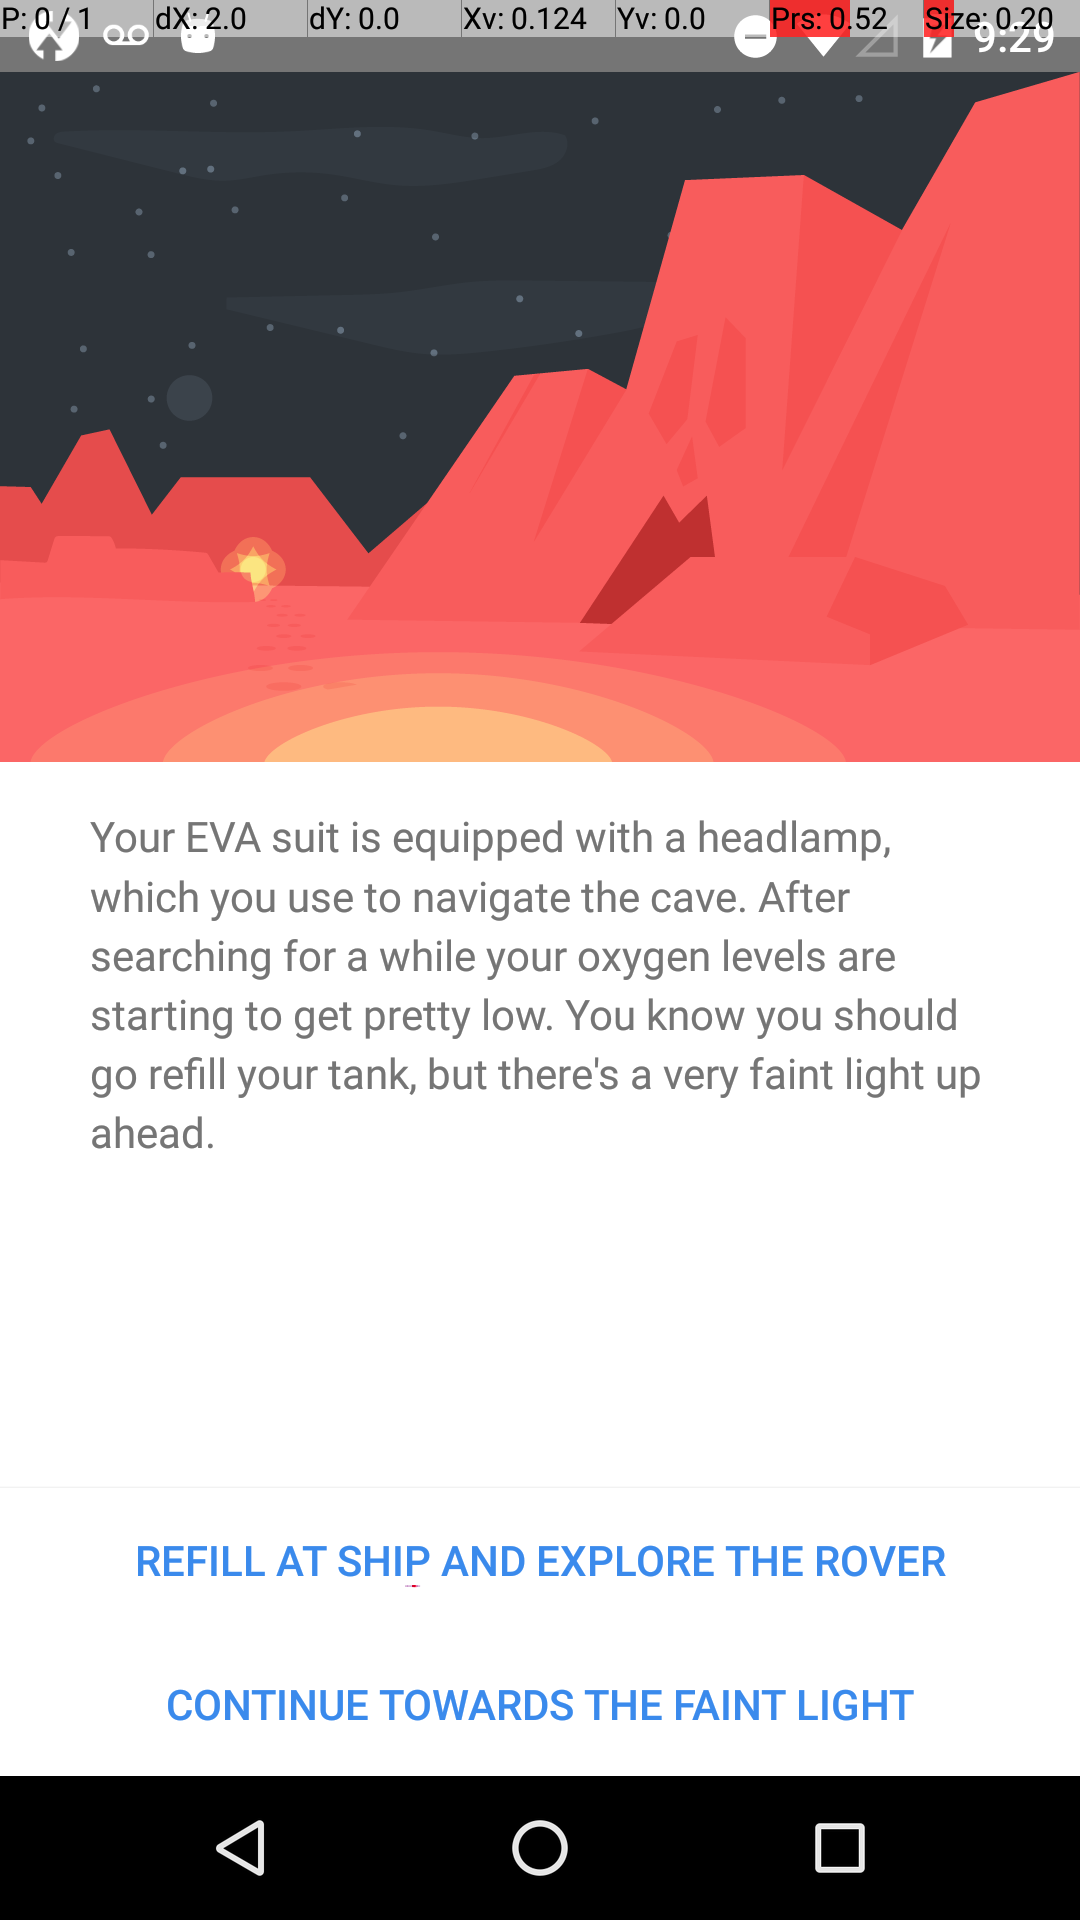 P: 0 / 1 dX: 2.0 dY: 0.0 Xv: 0.124 Yv: 0.0 Prs: 0.52 Size: 0.20
9:29
Your EVA suit is equipped with a headlamp,
which you use to navigate the cave. After
searching for a while your oxygen levels are
starting to get pretty low. You know you should
go refill your tank, but there's a very faint light up
ahead.
REFILL AT SHIP AND EXPLORE THE ROVER
CONTINUE TOWARDS THE FAINT LIGHT